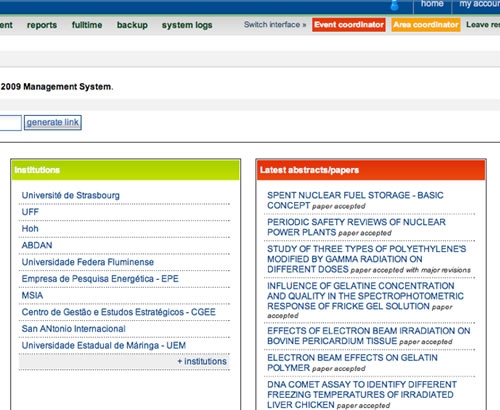 home my
reports fulltime backup system logs Switch interface » Event coordinator Area coordinator Leave
2009 Management System.
generate link
Institutions
Université de Strasbourg
UFF
Hoh
ABDAN
Universidade Federa Fluminense
Empresa de Pesquisa Energética - EPE
MSIA
Centro de Gestão e Estudos Estratégicos - CGEE
San ANtonio Internacional
Universidade Estadual de Máringa - UEM
+ institutions
Latest abstracts/papers
SPENT NUCLEAR FUEL STORAGE - BASIC
CONCEPT paper accepted
PERIODIC SAFETY REVIEWS OF NUCLEAR
POWER PLANTS paper accepted
STUDY OF THREE TYPES OF POLYETHYLENE'S
MODIFIED BY GAMMA RADIATION ON
DIFFERENT DOSES paper accepted with major revisions
INFLUENCE OF GELATINE CONCENTRATION
AND QUALITY IN THE SPECTROPHOTOMETRIC
RESPONSE OF FRICKE GEL SOLUTION paper
accepted
EFFECTS OF ELECTRON BEAM IRRADIATION ON
BOVINE PERICARDIUM TISSUE paper accepted
ELECTRON BEAM EFFECTS ON GELATIN
POLYMER paper accepted
DNA COMET ASSAY TO IDENTIFY DIFFERENT
FREEZING TEMPERATURES OF IRRADIATED
LIVER CHICKEN paper accepted